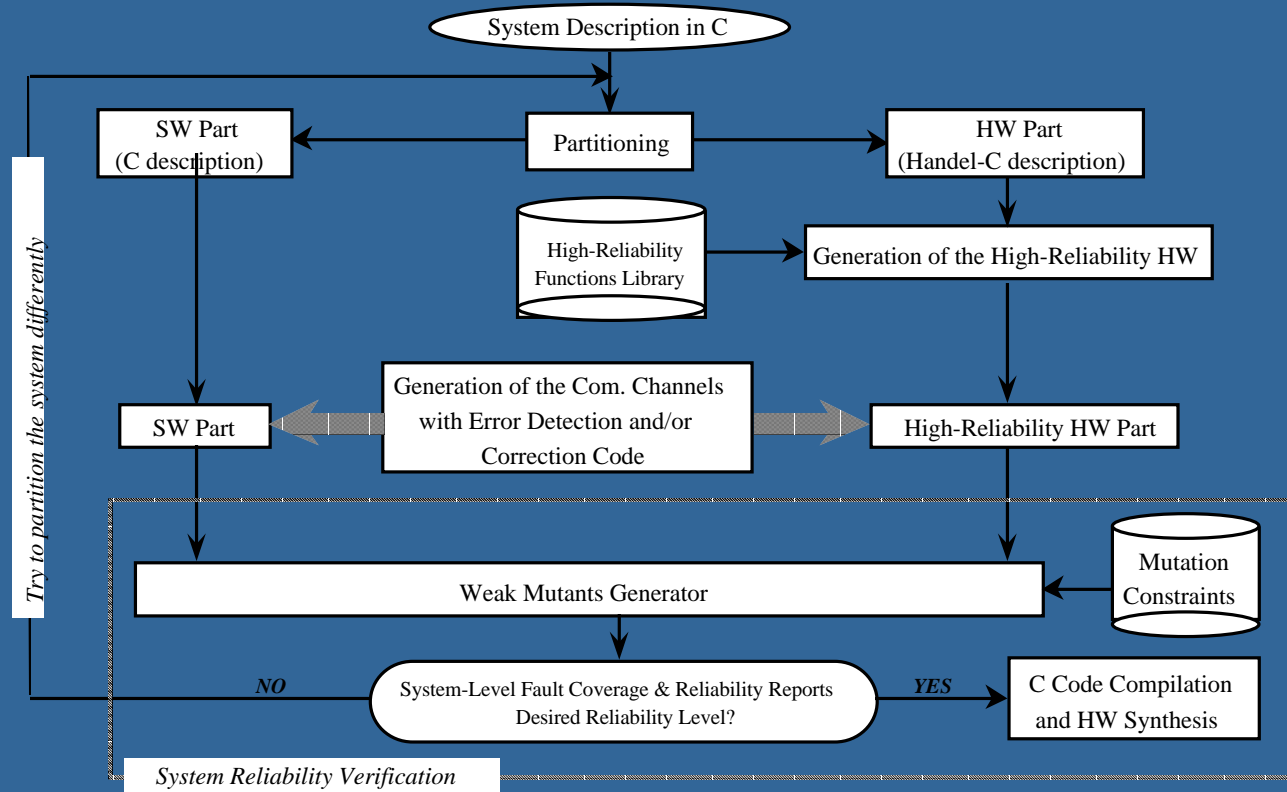 System Description in C
SW Part
(C description)
Partitioning
HW Part
(Handel-C description)
High-Reliability
Functions Library
Generation of the High-Reliability HW
Try to partition the system differently
Generation of the Com. Channels
with Error Detection and/or
Correction Code
SW Part
High-Reliability HW Part
Mutation
Constraints
Weak Mutants Generator
NO
System-Level Fault Coverage & Reliability Reports
Desired Reliability Level?
YES
C Code Compilation
and HW Synthesis
System Reliability Verification